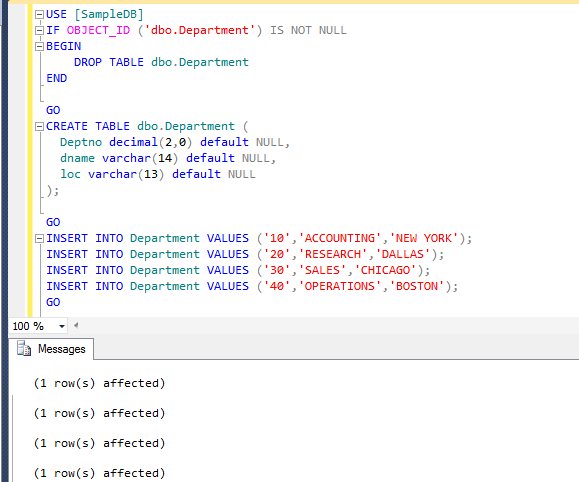 USE [SampleDB]
IF OBJECT_ID ('dbo.Department') IS NOT NULL
BEGIN
DROP TABLE dbo.Department
END
GO
CREATE TABLE dbo.Department (
Deptno decimal(2,0) default NULL,
dname varchar(14) default NULL,
loc varchar(13) default NULL
);
GO
INSERT INTO Department VALUES ('10','ACCOUNTING','NEW YORK');
INSERT INTO Department VALUES ('20','RESEARCH','DALLAS');
INSERT INTO Department VALUES ('30','SALES','CHICAGO');
INSERT INTO Department VALUES ('40','OPERATIONS','BOSTON');
GO
100 %
Messages
(1 row(s) affected)
(1 row(s) affected)
(1 row(s) affected)
(1 row(s) affected)